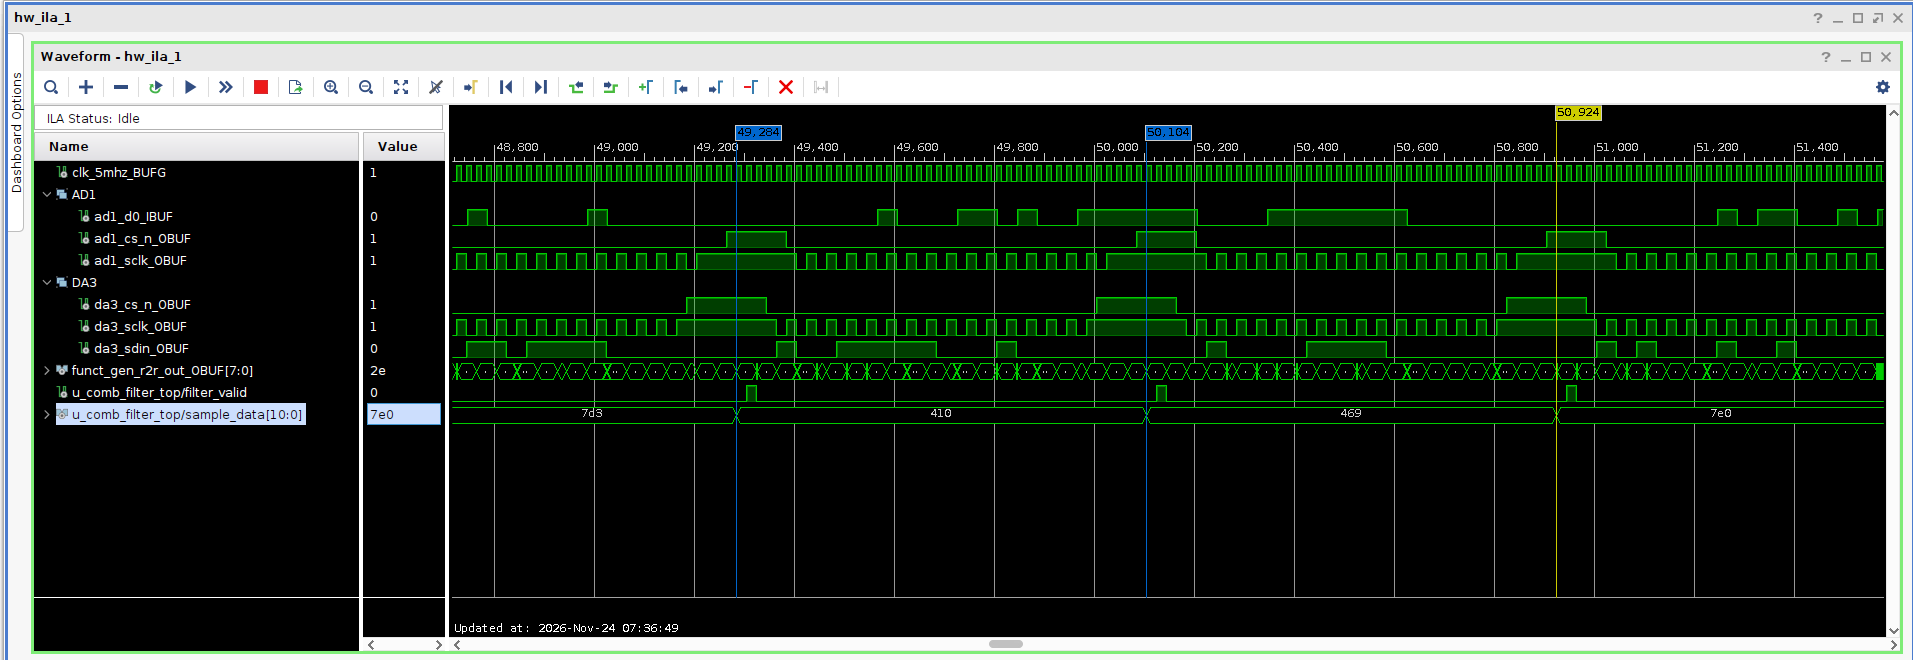 hw_ila_1
Dashboard Options
Waveform - hw_ila_1
ILA Status: Idle
Name Value
clk_5mhz_BUFG 1
AD1
ad1_d0_IBUF 0
ad1_cs_n_OBUF 1
ad1_sclk_OBUF 1
DA3
da3_cs_n_OBUF 1
da3_sclk_OBUF 1
da3_sdin_OBUF 0
funct_gen_r2r_out_OBUF[7:0] 2e
u_comb_filter_top/filter_valid 0
u_comb_filter_top/sample_data[10:0] 7e0
50,924
49,284 50,104
48,800 49,000 49,200 49,400 49,600 49,800 50,000 50,200 50,400 50,600 50,800 51,000 51,200 51,400
7d3 410 469 7e0
Updated at: 2026-Nov-24 07:36:49